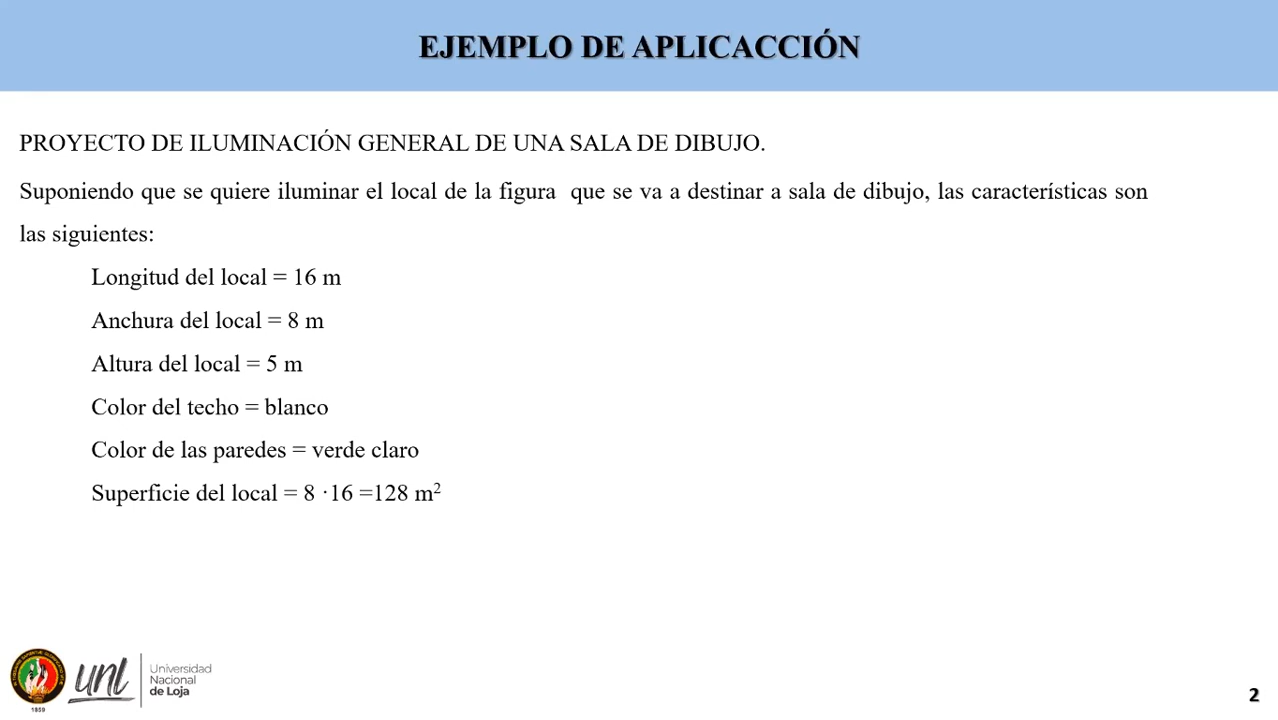 EJEMPLO DE APLICACCIÓN
PROYECTO DE ILUMINACIÓN GENERAL DE UNA SALA DE DIBUJO.
Suponiendo que se quiere iluminar el local de la figura que se va a destinar a sala de dibujo, las características son
las siguientes:
Longitud del local = 16 m
Anchura del local = 8 m
Altura del local = 5 m
Color del techo = blanco
Color de las paredes = verde claro
Superficie del local = 8 ·16 =128 m²
unl
Universidad
Nacional
de Loja
1859
2